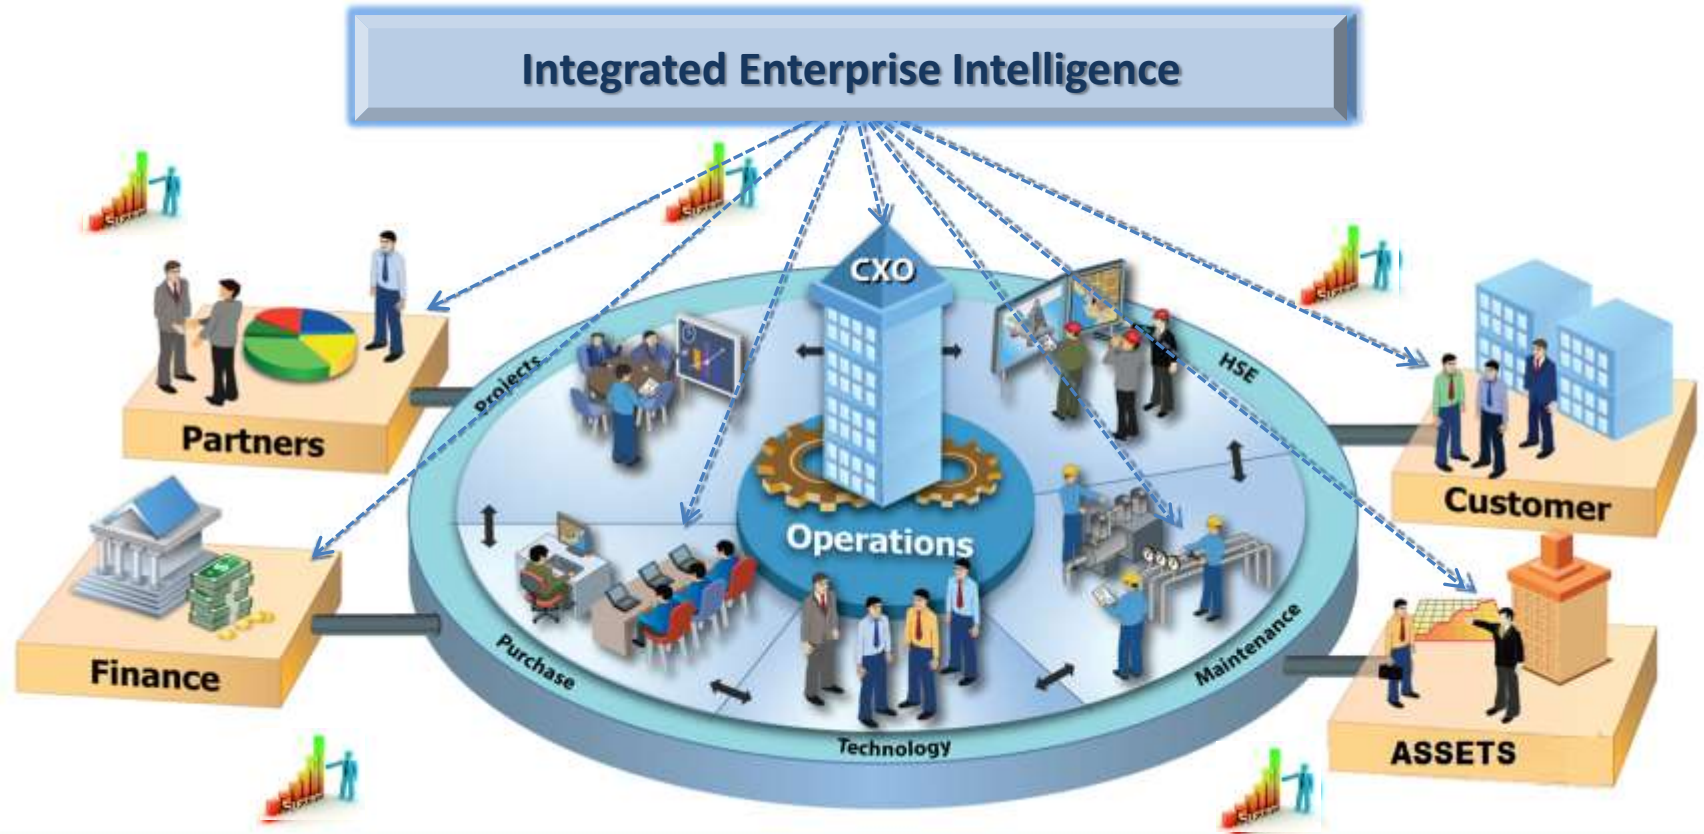 Integrated Enterprise Intelligence
CXO
Projects
HSE
Partners
Customer
Operations
Finance
Purchase
Maintenance
Technology
ASSETS